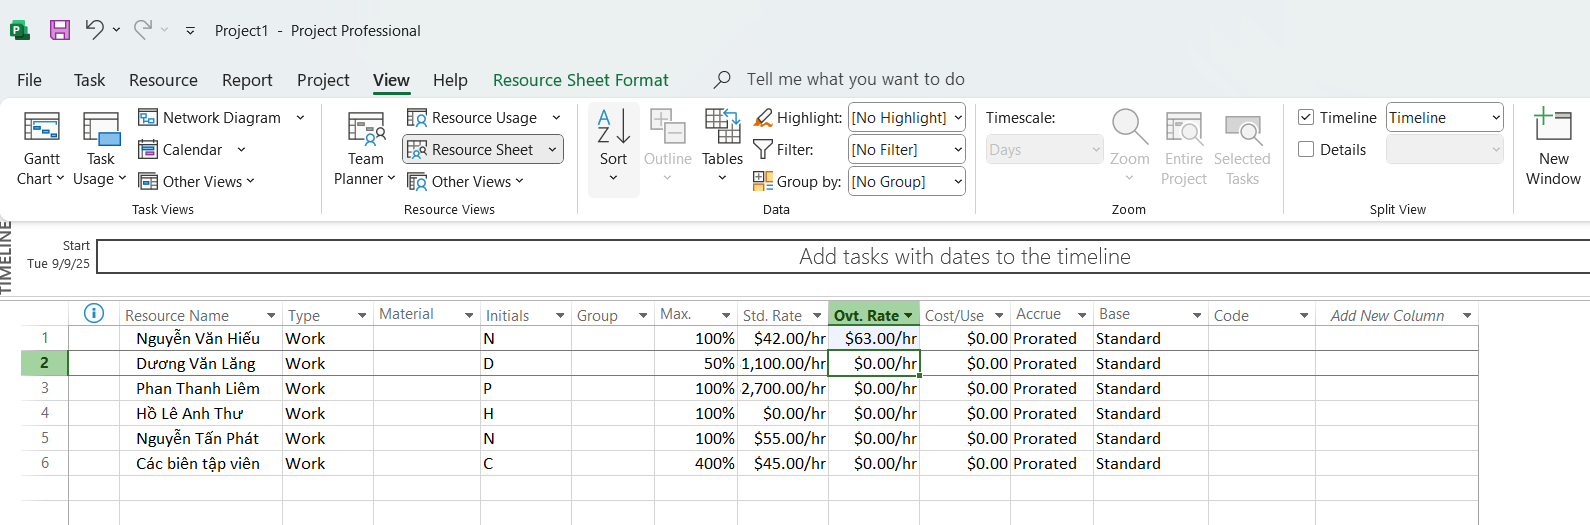 Project1 - Project Professional
File Task Resource Report Project View Help Resource Sheet Format Tell me what you want to do
Gantt Chart
Task Usage
Network Diagram
Calendar
Other Views
Task Views
Team Planner
Resource Usage
Resource Sheet
Other Views
Resource Views
Sort
Outline
Tables
Highlight: [No Highlight]
Filter: [No Filter]
Group by: [No Group]
Data
Timescale:
Days
Zoom
Entire Project
Selected Tasks
Zoom
Timeline Timeline
Details
Split View
New Window
TIMELINE
Start
Tue 9/9/25
Add tasks with dates to the timeline
Resource Name Type Material Initials Group Max. Std. Rate Ovt. Rate Cost/Use Accrue Base Code Add New Column
1 Nguyễn Văn Hiếu Work N 100% $42.00/hr $63.00/hr $0.00 Prorated Standard
2 Dương Văn Lăng Work D 50% 1,100.00/hr $0.00/hr $0.00 Prorated Standard
3 Phan Thanh Liêm Work P 100% 2,700.00/hr $0.00/hr $0.00 Prorated Standard
4 Hồ Lê Anh Thư Work H 100% $0.00/hr $0.00/hr $0.00 Prorated Standard
5 Nguyễn Tấn Phát Work N 100% $55.00/hr $0.00/hr $0.00 Prorated Standard
6 Các biên tập viên Work C 400% $45.00/hr $0.00/hr $0.00 Prorated Standard